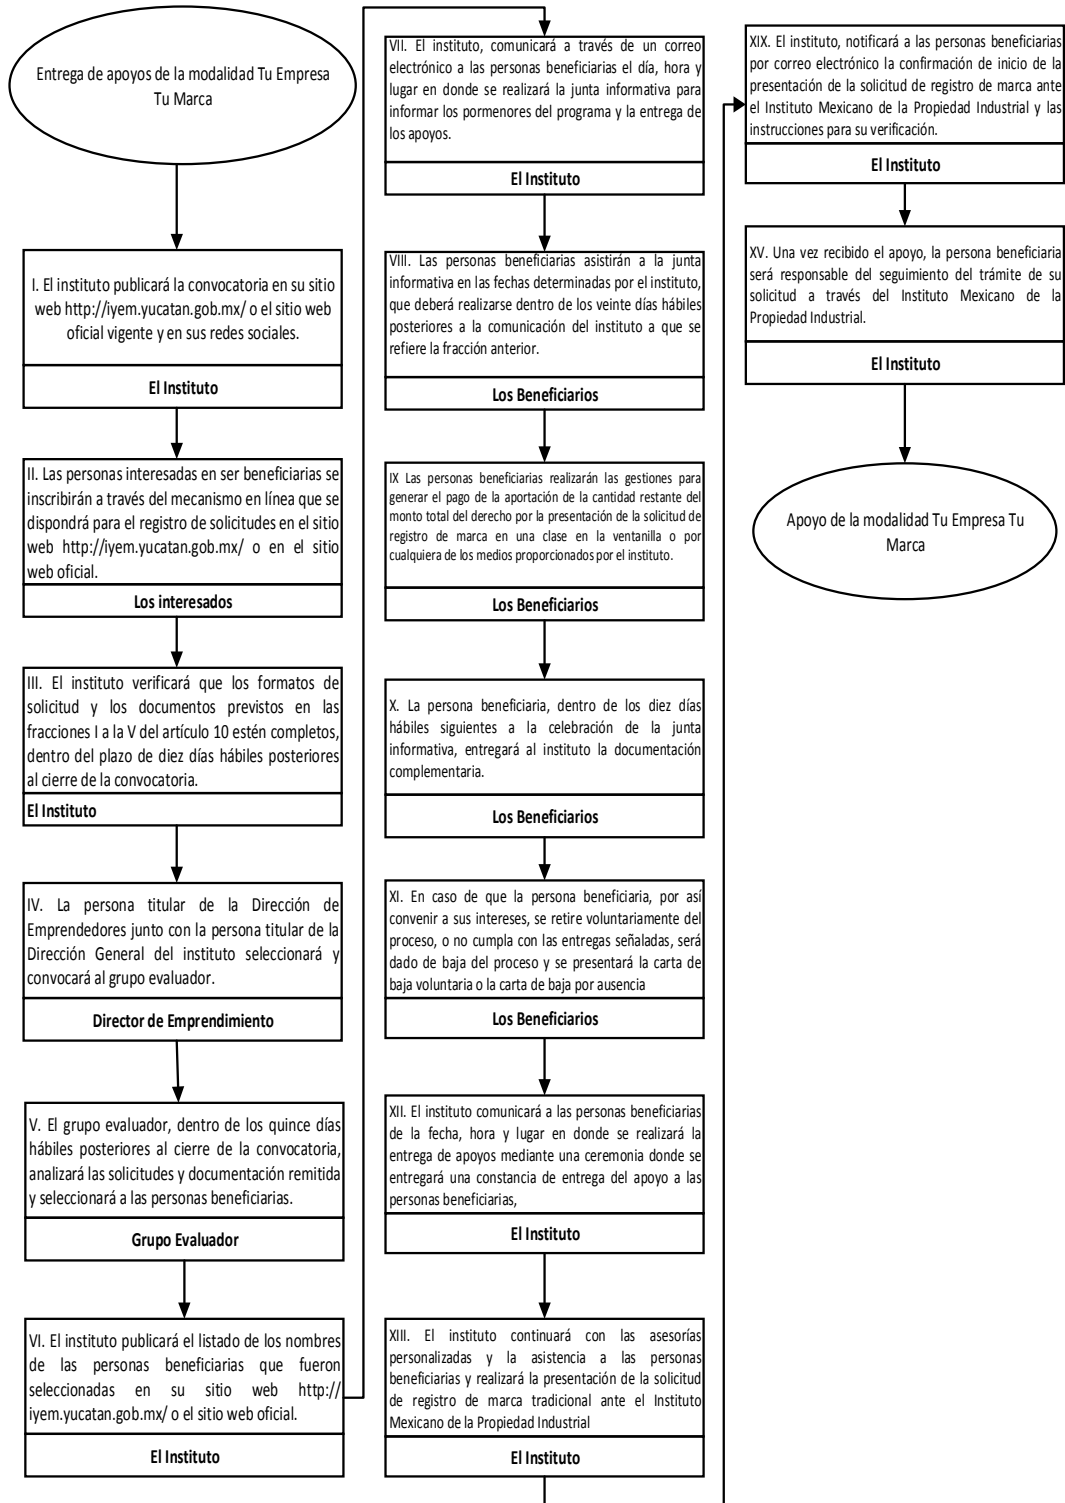 Entrega de apoyos de la modalidad Tu Empresa
Tu Marca
I. El instituto publicará la convocatoria en su sitio
web http://iyem.yucatan.gob.mx/ o el sitio web
oficial vigente y en sus redes sociales.
El Instituto
II. Las personas interesadas en ser beneficiarias se
inscribirán a través del mecanismo en línea que se
dispondrá para el registro de solicitudes en el sitio
web http://iyem.yucatan.gob.mx/ o en el sitio
web oficial.
Los interesados
III. El instituto verificará que los formatos de
solicitud y los documentos previstos en las
fracciones I a la V del artículo 10 estén completos,
dentro del plazo de diez días hábiles posteriores
al cierre de la convocatoria.
El Instituto
IV. La persona titular de la Dirección de
Emprendedores junto con la persona titular de la
Dirección General del instituto seleccionará y
convocará al grupo evaluador.
Director de Emprendimiento
V. El grupo evaluador, dentro de los quince días
hábiles posteriores al cierre de la convocatoria,
analizará las solicitudes y documentación remitida
y seleccionará a las personas beneficiarias.
Grupo Evaluador
VI. El instituto publicará el listado de los nombres
de las personas beneficiarias que fueron
seleccionadas en su sitio web http://
iyem.yucatan.gob.mx/ o el sitio web oficial.
El Instituto
VII. El instituto, comunicará a través de un correo
electrónico a las personas beneficiarias el día, hora y
lugar en donde se realizará la junta informativa para
informar los pormenores del programa y la entrega de
los apoyos.
El Instituto
VIII. Las personas beneficiarias asistirán a la junta
informativa en las fechas determinadas por el instituto,
que deberá realizarse dentro de los veinte días hábiles
posteriores a la comunicación del instituto a que se
refiere la fracción anterior.
Los Beneficiarios
IX Las personas beneficiarias realizarán las gestiones para
generar el pago de la aportación de la cantidad restante del
monto total del derecho por la presentación de la solicitud de
registro de marca en una clase en la ventanilla o por
cualquiera de los medios proporcionados por el instituto.
Los Beneficiarios
X. La persona beneficiaria, dentro de los diez días
hábiles siguientes a la celebración de la junta
informativa, entregará al instituto la documentación
complementaria.
Los Beneficiarios
XI. En caso de que la persona beneficiaria, por así
convenir a sus intereses, se retire voluntariamente del
proceso, o no cumpla con las entregas señaladas, será
dado de baja del proceso y se presentará la carta de
baja voluntaria o la carta de baja por ausencia
Los Beneficiarios
XII. El instituto comunicará a las personas beneficiarias
de la fecha, hora y lugar en donde se realizará la
entrega de apoyos mediante una ceremonia donde se
entregará una constancia de entrega del apoyo a las
personas beneficiarias,
El Instituto
XIII. El instituto continuará con las asesorías
personalizadas y la asistencia a las personas
beneficiarias y realizará la presentación de la solicitud
de registro de marca tradicional ante el Instituto
Mexicano de la Propiedad Industrial
El Instituto
XIX. El instituto, notificará a las personas beneficiarias
por correo electrónico la confirmación de inicio de la
presentación de la solicitud de registro de marca ante
el Instituto Mexicano de la Propiedad Industrial y las
instrucciones para su verificación.
El Instituto
XV. Una vez recibido el apoyo, la persona beneficiaria
será responsable del seguimiento del trámite de su
solicitud a través del Instituto Mexicano de la
Propiedad Industrial.
El Instituto
Apoyo de la modalidad Tu Empresa Tu
Marca